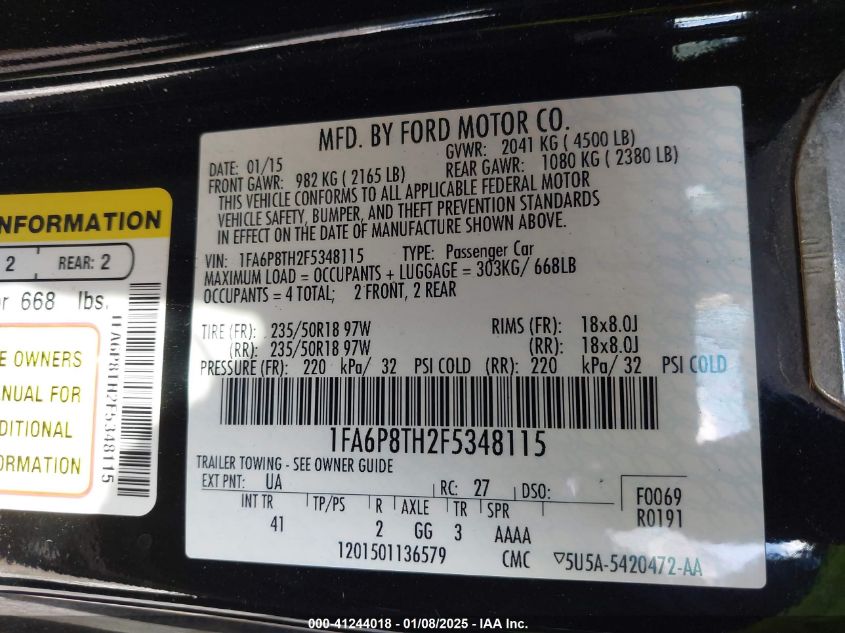 NFORMATION
2 REAR: 2
or 668 lbs.
E OWNERS
NUAL FOR
DITIONAL
ORMATION
1FA6P8TH2F5348115
MFD. BY FORD MOTOR CO.
DATE: 01/15 GVWR: 2041 KG ( 4500 LB)
FRONT GAWR: 982 KG ( 2165 LB) REAR GAWR: 1080 KG ( 2380 LB)
THIS VEHICLE CONFORMS TO ALL APPLICABLE FEDERAL MOTOR
VEHICLE SAFETY, BUMPER, AND THEFT PREVENTION STANDARDS
IN EFFECT ON THE DATE OF MANUFACTURE SHOWN ABOVE.
VIN: 1FA6P8TH2F5348115 TYPE: Passenger Car
MAXIMUM LOAD = OCCUPANTS + LUGGAGE = 303KG/ 668LB
OCCUPANTS = 4 TOTAL; 2 FRONT, 2 REAR
TIRE (FR): 235/50R18 97W RIMS (FR): 18x8.0J
(RR): 235/50R18 97W (RR): 18x8.0J
PRESSURE (FR): 220 kPa/ 32 PSI COLD (RR): 220 kPa/ 32 PSI COLD
1FA6P8TH2F5348115
TRAILER TOWING - SEE OWNER GUIDE
EXT PNT: UA RC: 27 DSO: F0069
INT TR TP/PS R AXLE TR SPR R0191
41 2 GG 3 AAAA
1201501136579 CMC ▽5U5A-5420472-AA
000-41244018 - 01/08/2025 - IAA Inc.